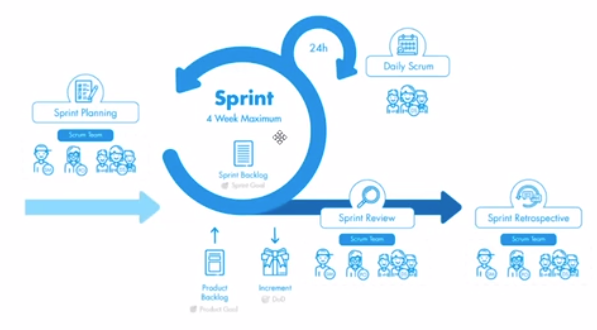 24h
Daily Scrum
Sprint Planning
Scrum Team
Sprint
4 Week Maximum
Sprint Backlog
Sprint Goal
Sprint Review
Scrum Team
Sprint Retrospective
Scrum Team
Product
Backlog
Product Goal
Increment
DoD